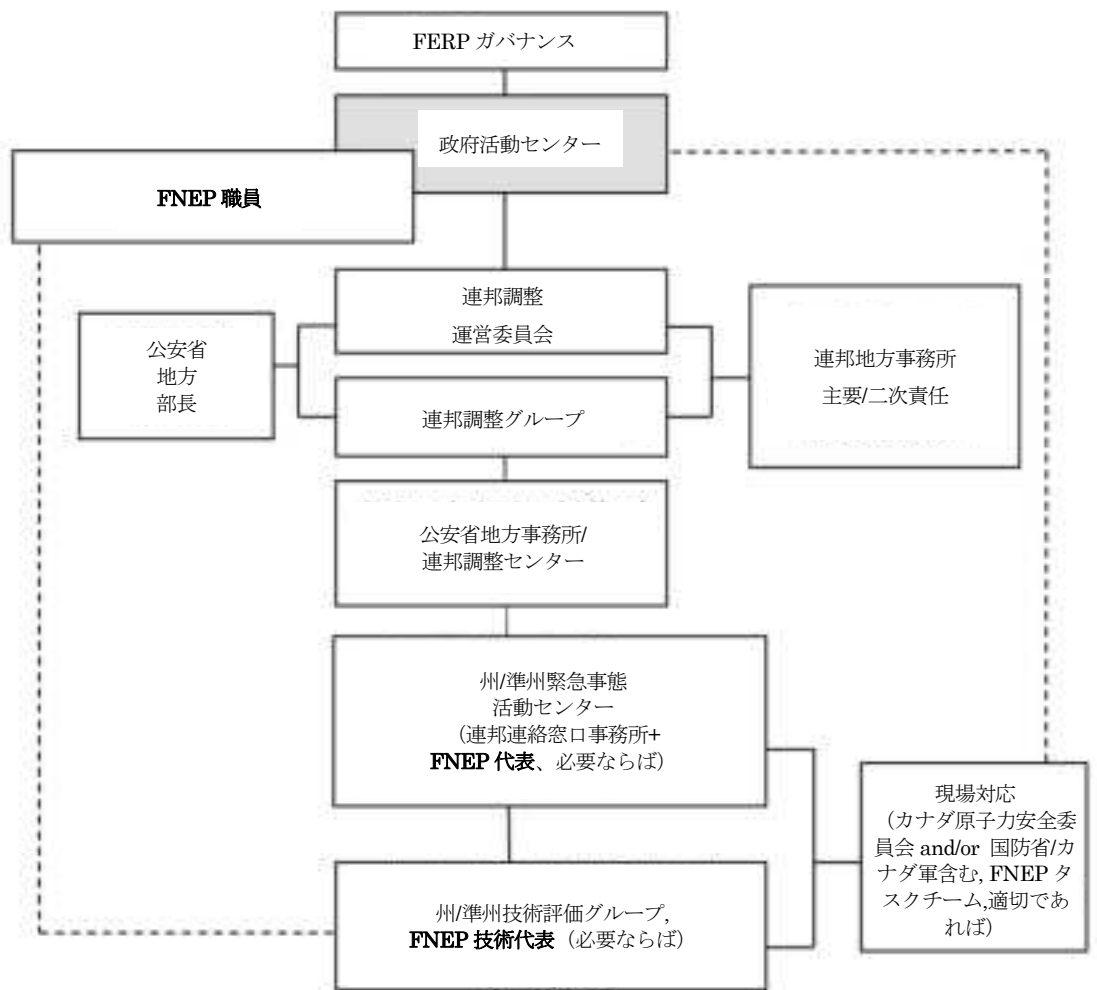 FERP ガバナンス
政府活動センター
FNEP 職員
連邦調整
運営委員会
公安省
地方
部長
連邦地方事務所
主要/二次責任
連邦調整グループ
公安省地方事務所/
連邦調整センター
州/準州緊急事態
活動センター
（連邦連絡窓口事務所+
FNEP 代表、必要ならば）
現場対応
（カナダ原子力安全委
員会 and/or 国防省/カ
ナダ軍含む, FNEP タ
スクチーム,適切であ
れば）
州/準州技術評価グループ,
FNEP 技術代表（必要ならば）